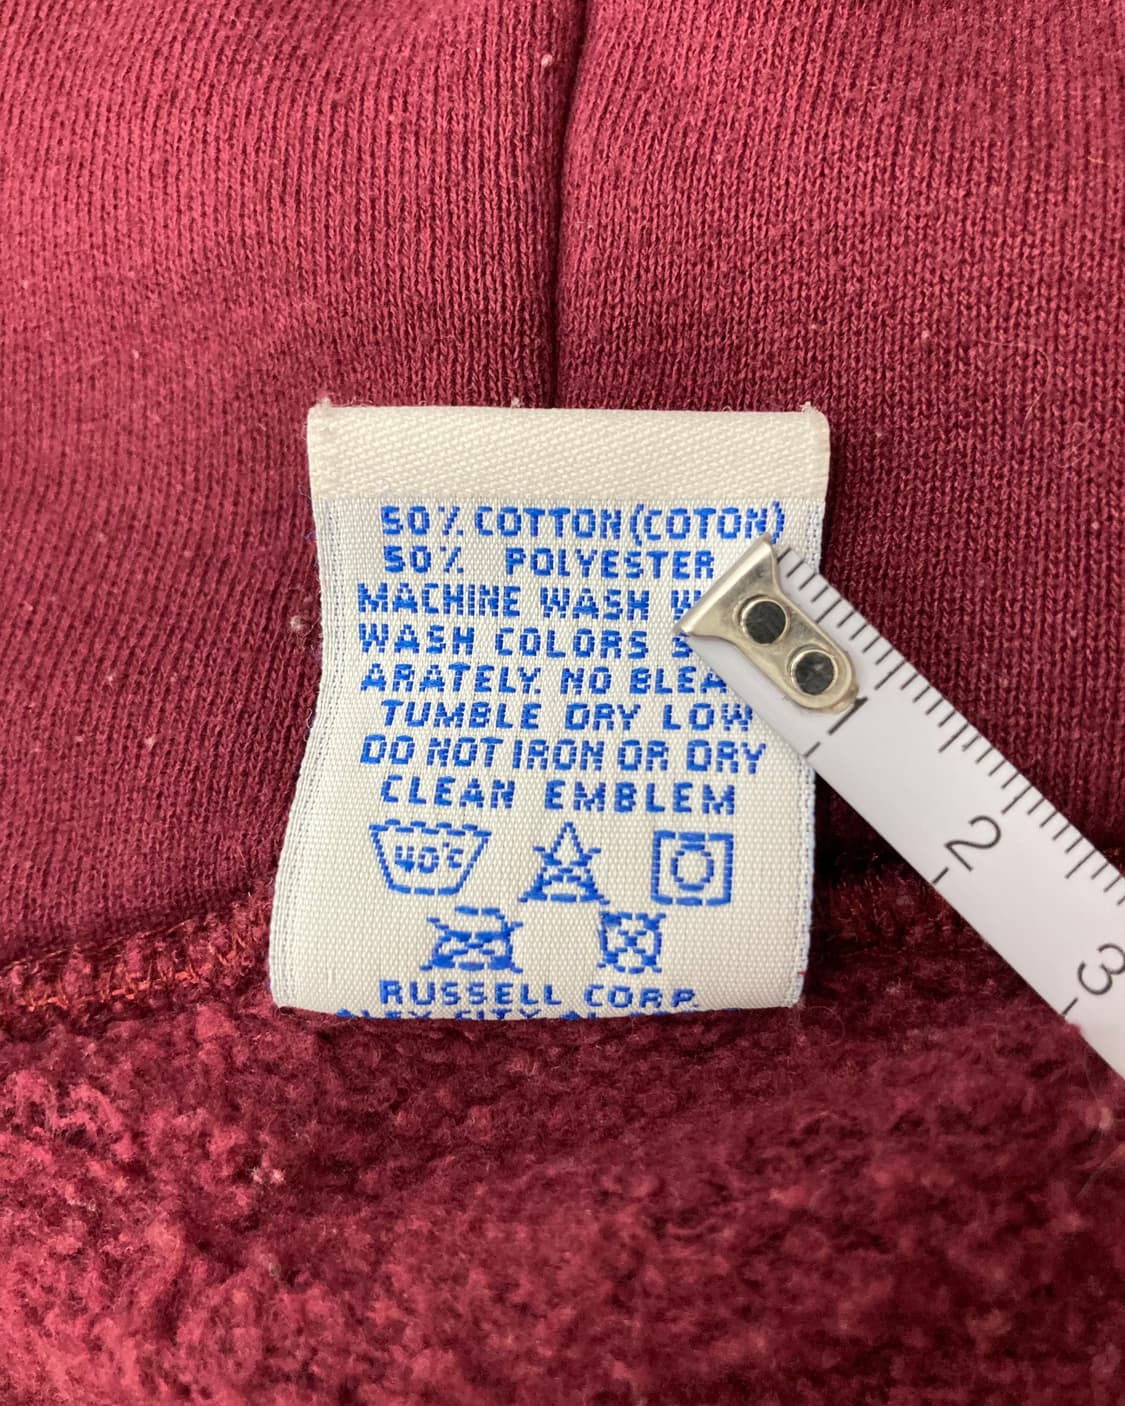 50% COTTON (COTON)
50% POLYESTER
MACHINE WASH
WASH COLORS
ARATELY. NO
TUMBLE DRY LOW
DO NOT IRON OR DRY
CLEAN EMBLEM
40°C
RUSSELL CORP.
1
2
3